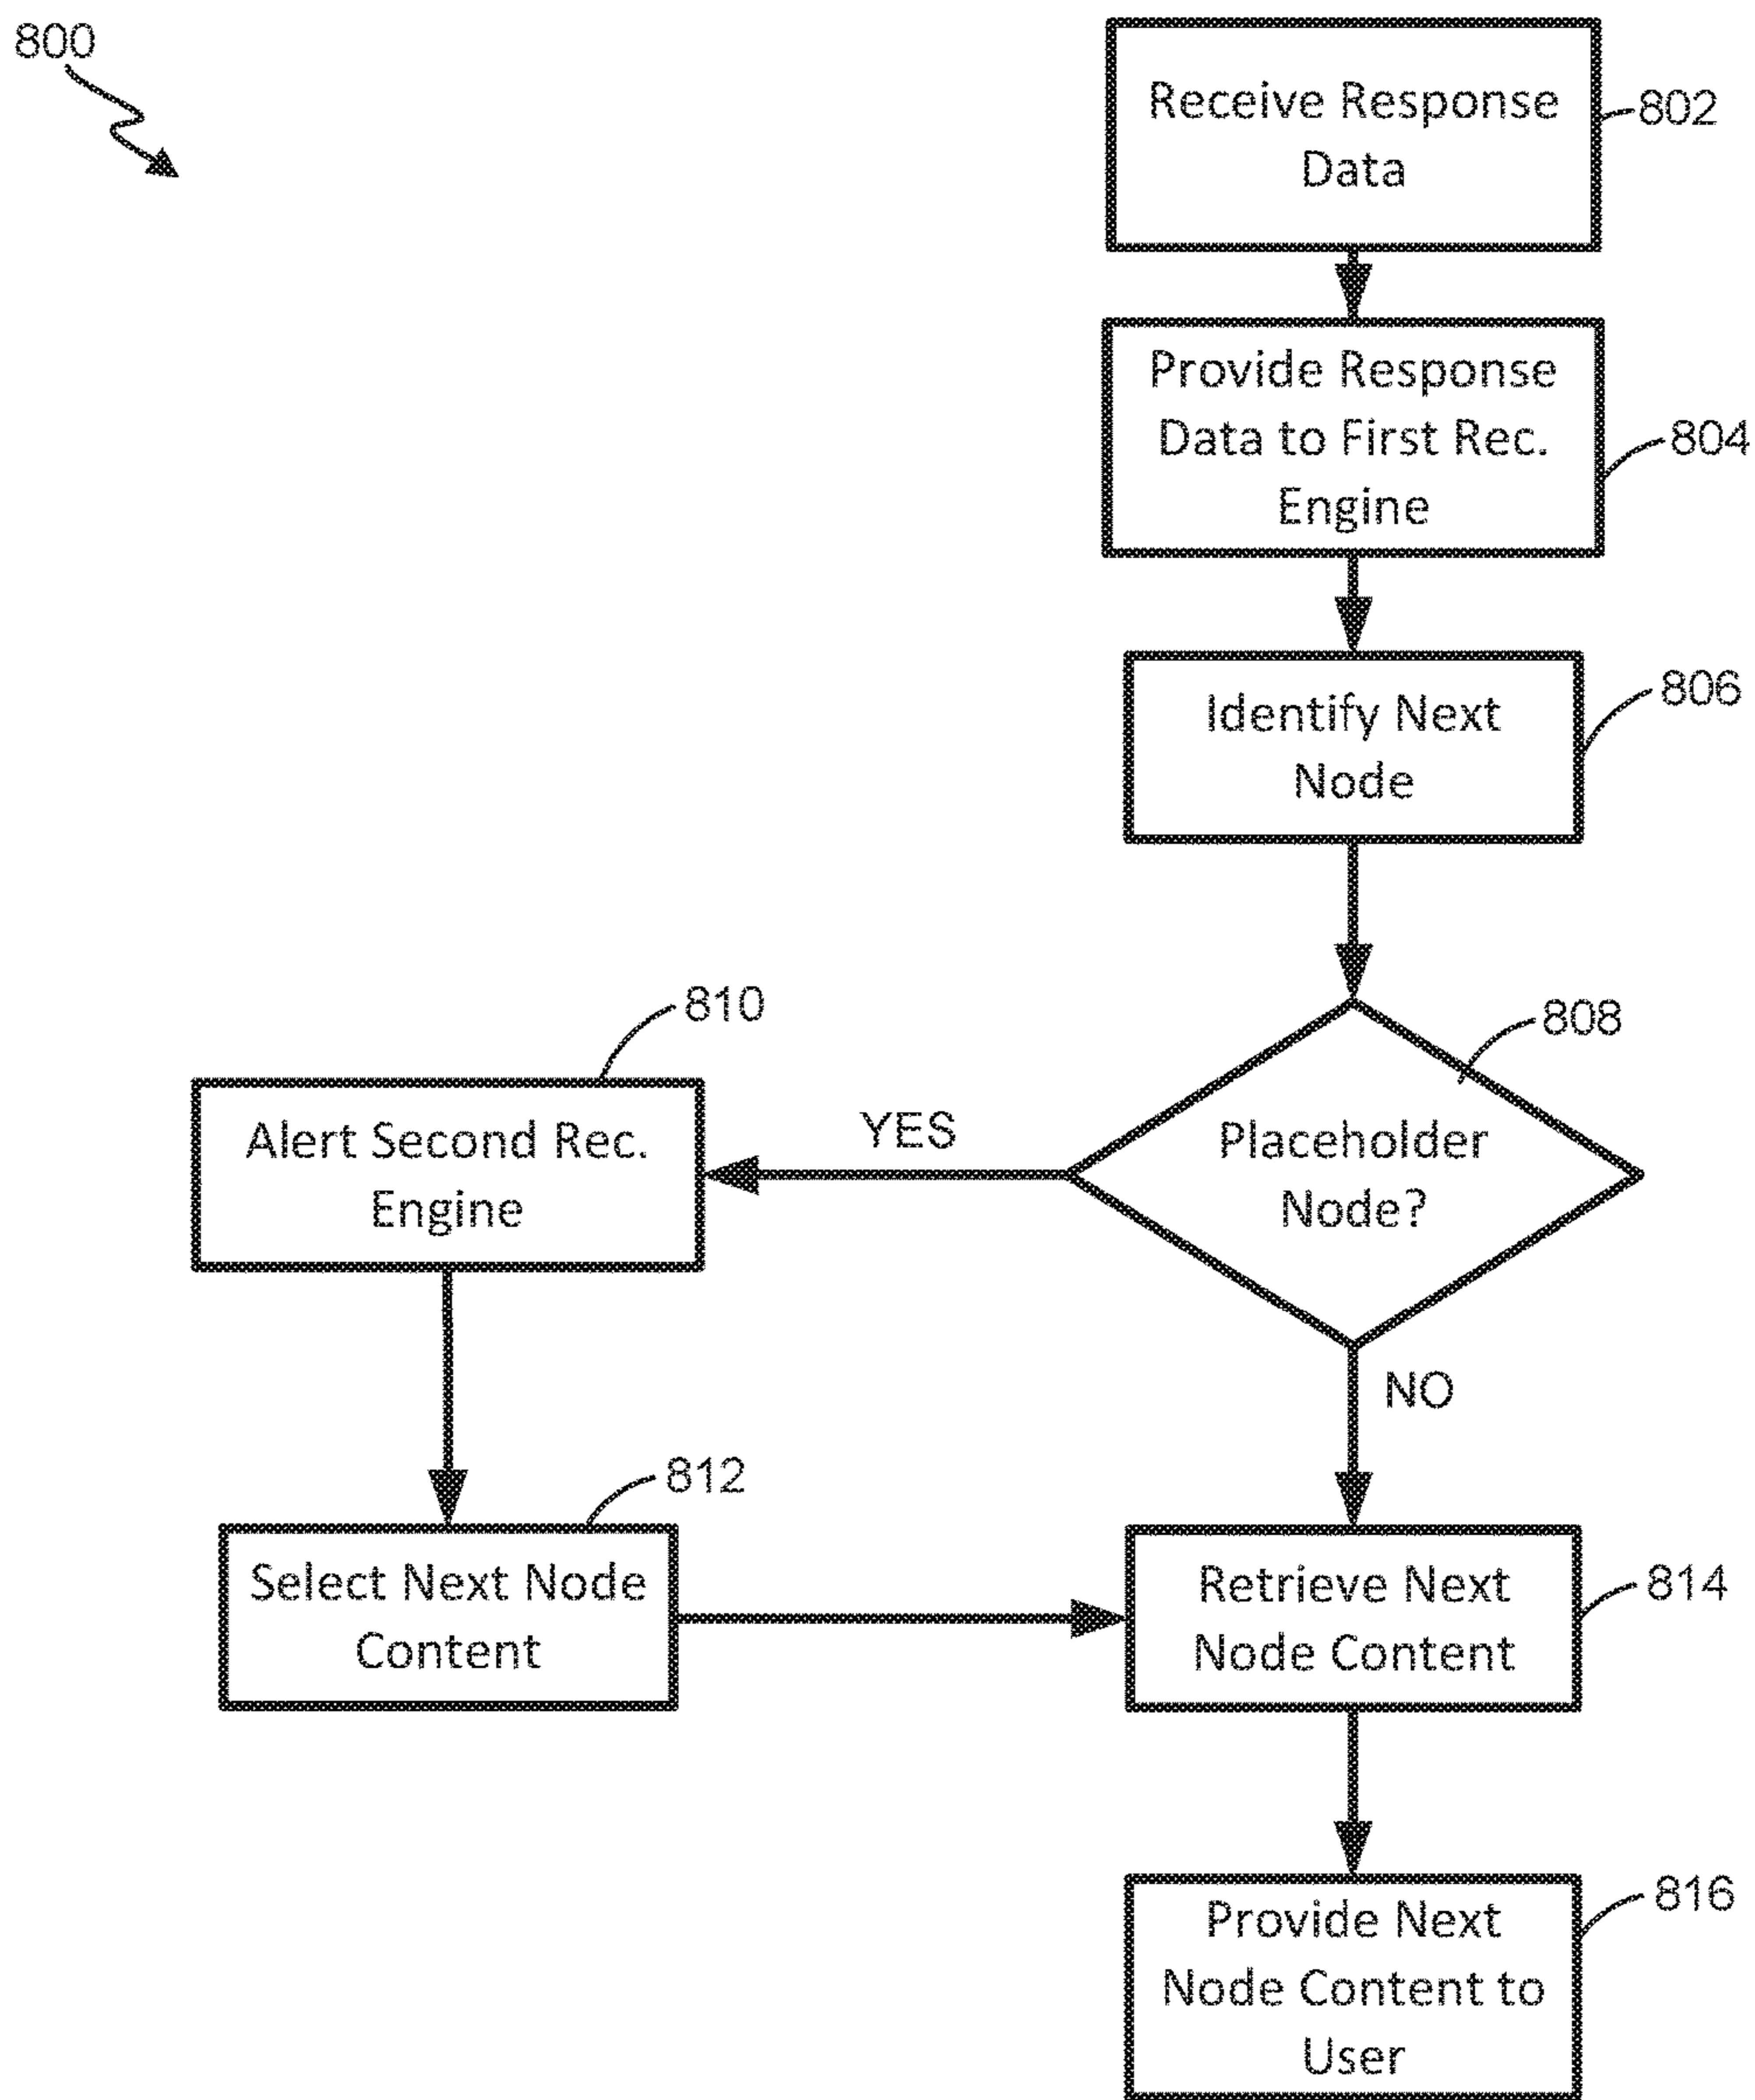 800
Receive Response
Data
802
Provide Response
Data to First Rec.
Engine
804
Identify Next
Node
806
810
808
Alert Second Rec.
Engine
YES
Placeholder
Node?
NO
812
Select Next Node
Content
Retrieve Next
Node Content
814
Provide Next
Node Content to
User
816